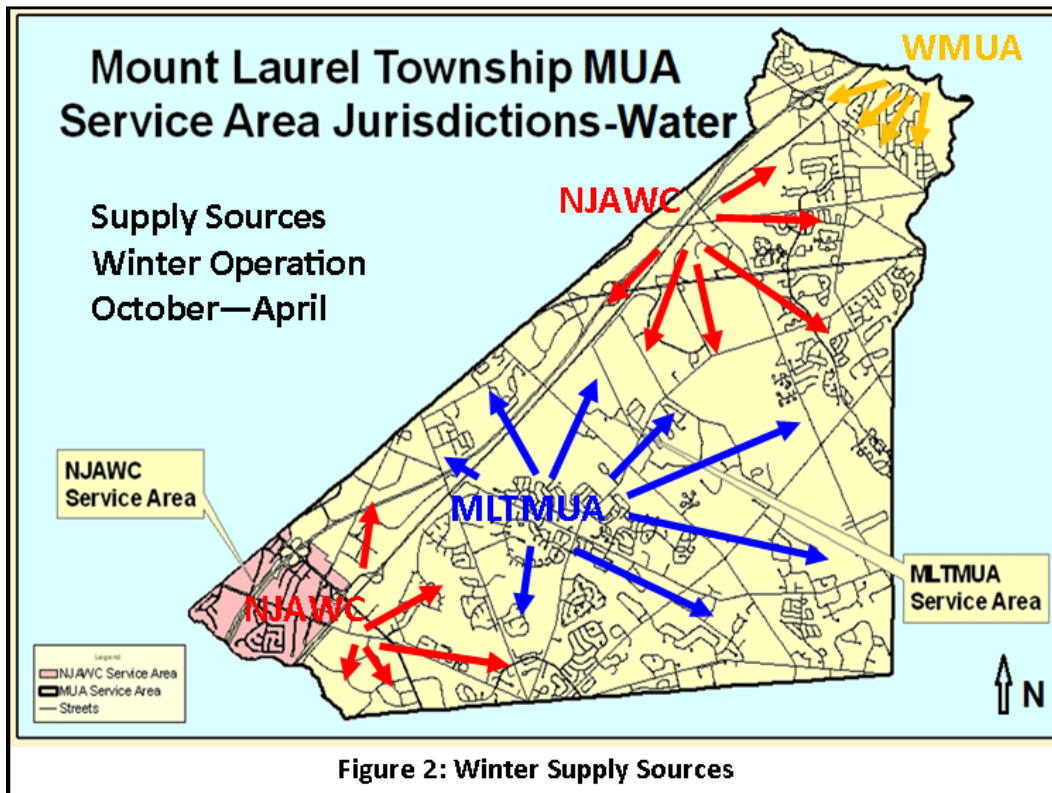 Mount Laurel Township MUA
Service Area Jurisdictions-Water
WMUA
Supply Sources
Winter Operation
October—April
NJAWC
NJAWC
Service Area
MLTMUA
MLTMUA
Service Area
NJAWC
Legend
NJAWC Service Area
MUA Service Area
Streets
N
Figure 2: Winter Supply Sources